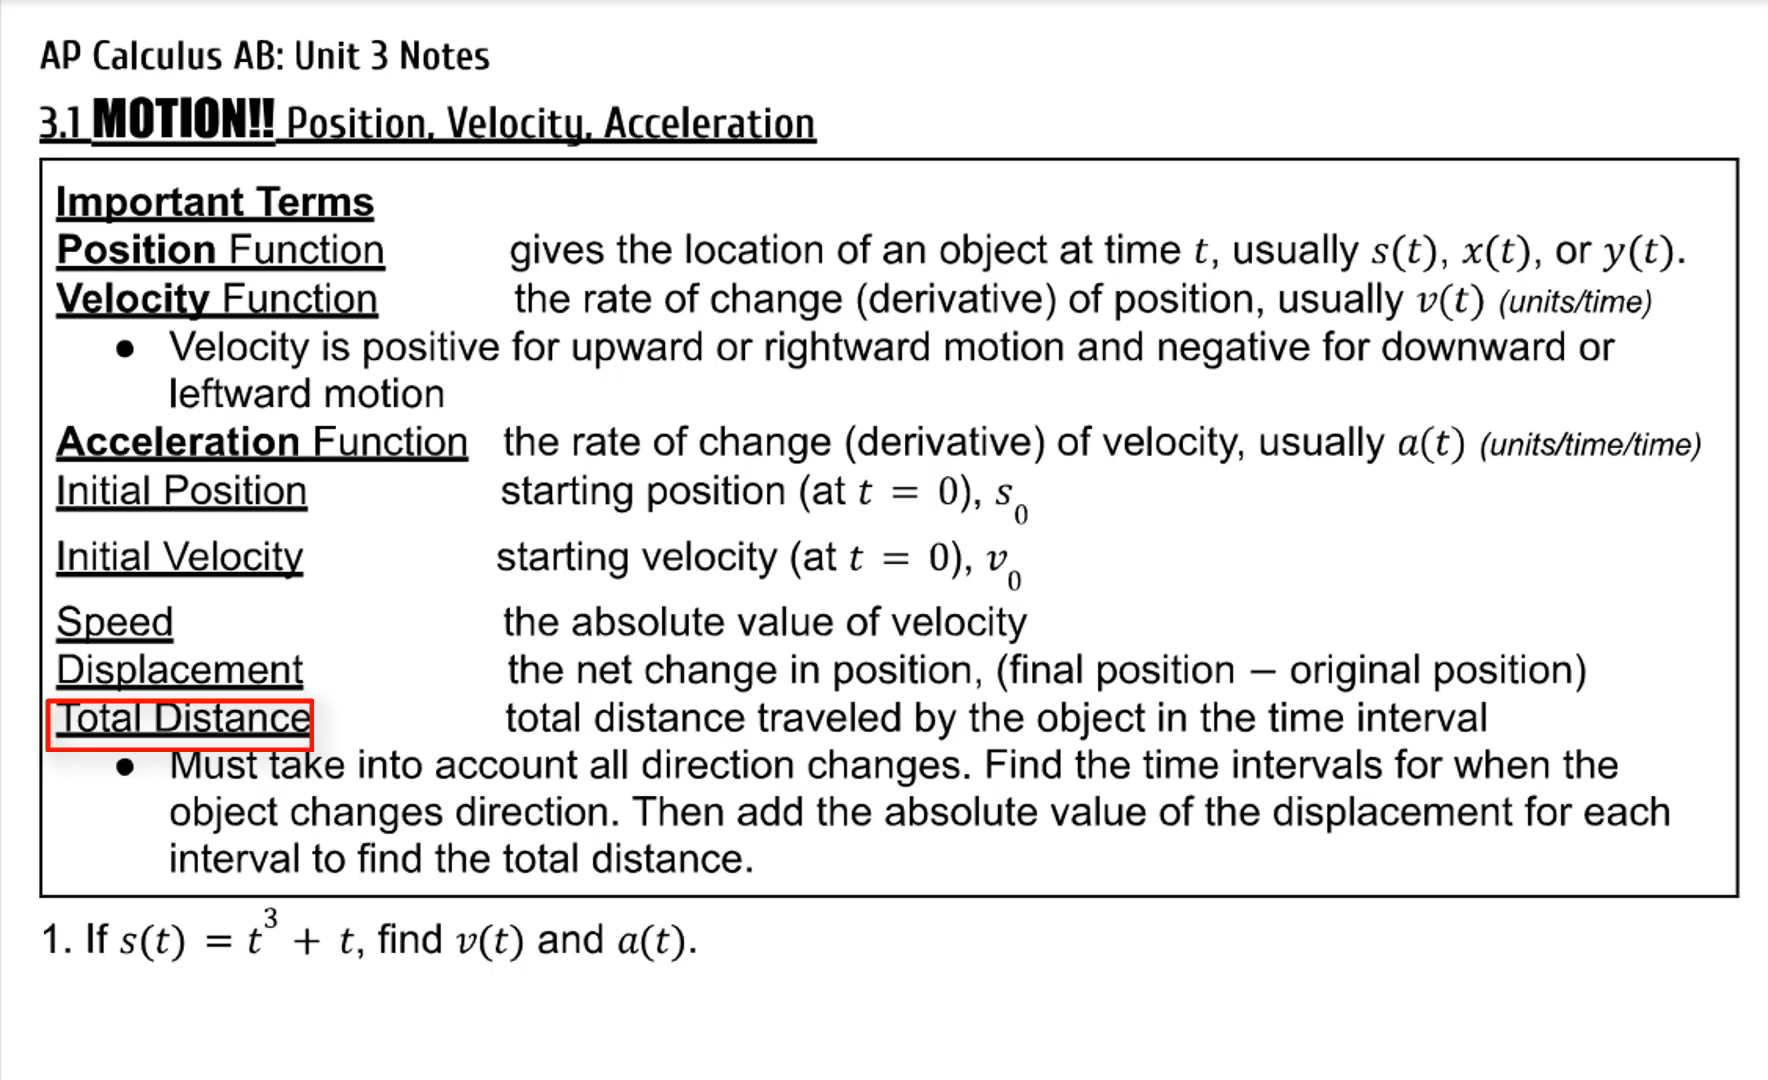 AP Calculus AB: Unit 3 Notes
3.1 MOTION!! Position, Velocity, Acceleration
Important Terms
Position Function gives the location of an object at time t, usually s(t), x(t), or y(t).
Velocity Function the rate of change (derivative) of position, usually v(t) (units/time)
● Velocity is positive for upward or rightward motion and negative for downward or
leftward motion
Acceleration Function the rate of change (derivative) of velocity, usually a(t) (units/time/time)
Initial Position starting position (at t = 0), s₀
Initial Velocity starting velocity (at t = 0), v₀
Speed the absolute value of velocity
Displacement the net change in position, (final position − original position)
Total Distance total distance traveled by the object in the time interval
● Must take into account all direction changes. Find the time intervals for when the
object changes direction. Then add the absolute value of the displacement for each
interval to find the total distance.
1. If s(t) = t³ + t, find v(t) and a(t).